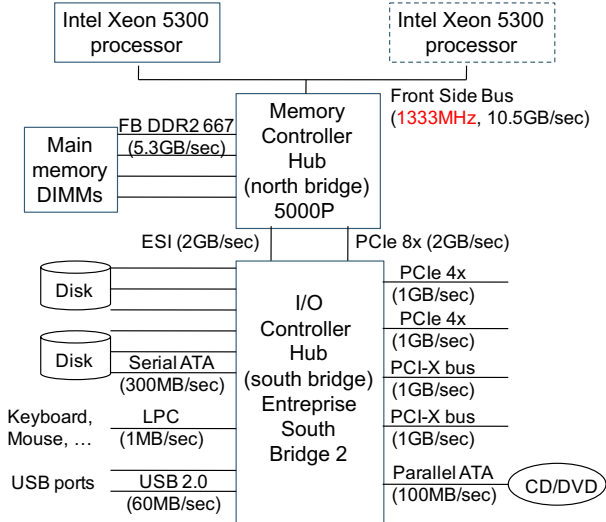 Intel Xeon 5300
processor
Intel Xeon 5300
processor
Front Side Bus
(1333MHz, 10.5GB/sec)
Memory
Controller
Hub
(north bridge)
5000P
FB DDR2 667
(5.3GB/sec)
Main
memory
DIMMs
ESI (2GB/sec)
PCIe 8x (2GB/sec)
Disk
Disk
Serial ATA
(300MB/sec)
Keyboard,
Mouse, ...
LPC
(1MB/sec)
USB ports
USB 2.0
(60MB/sec)
I/O
Controller
Hub
(south bridge)
Entreprise
South
Bridge 2
PCIe 4x
(1GB/sec)
PCIe 4x
(1GB/sec)
PCI-X bus
(1GB/sec)
PCI-X bus
(1GB/sec)
Parallel ATA
(100MB/sec)
CD/DVD